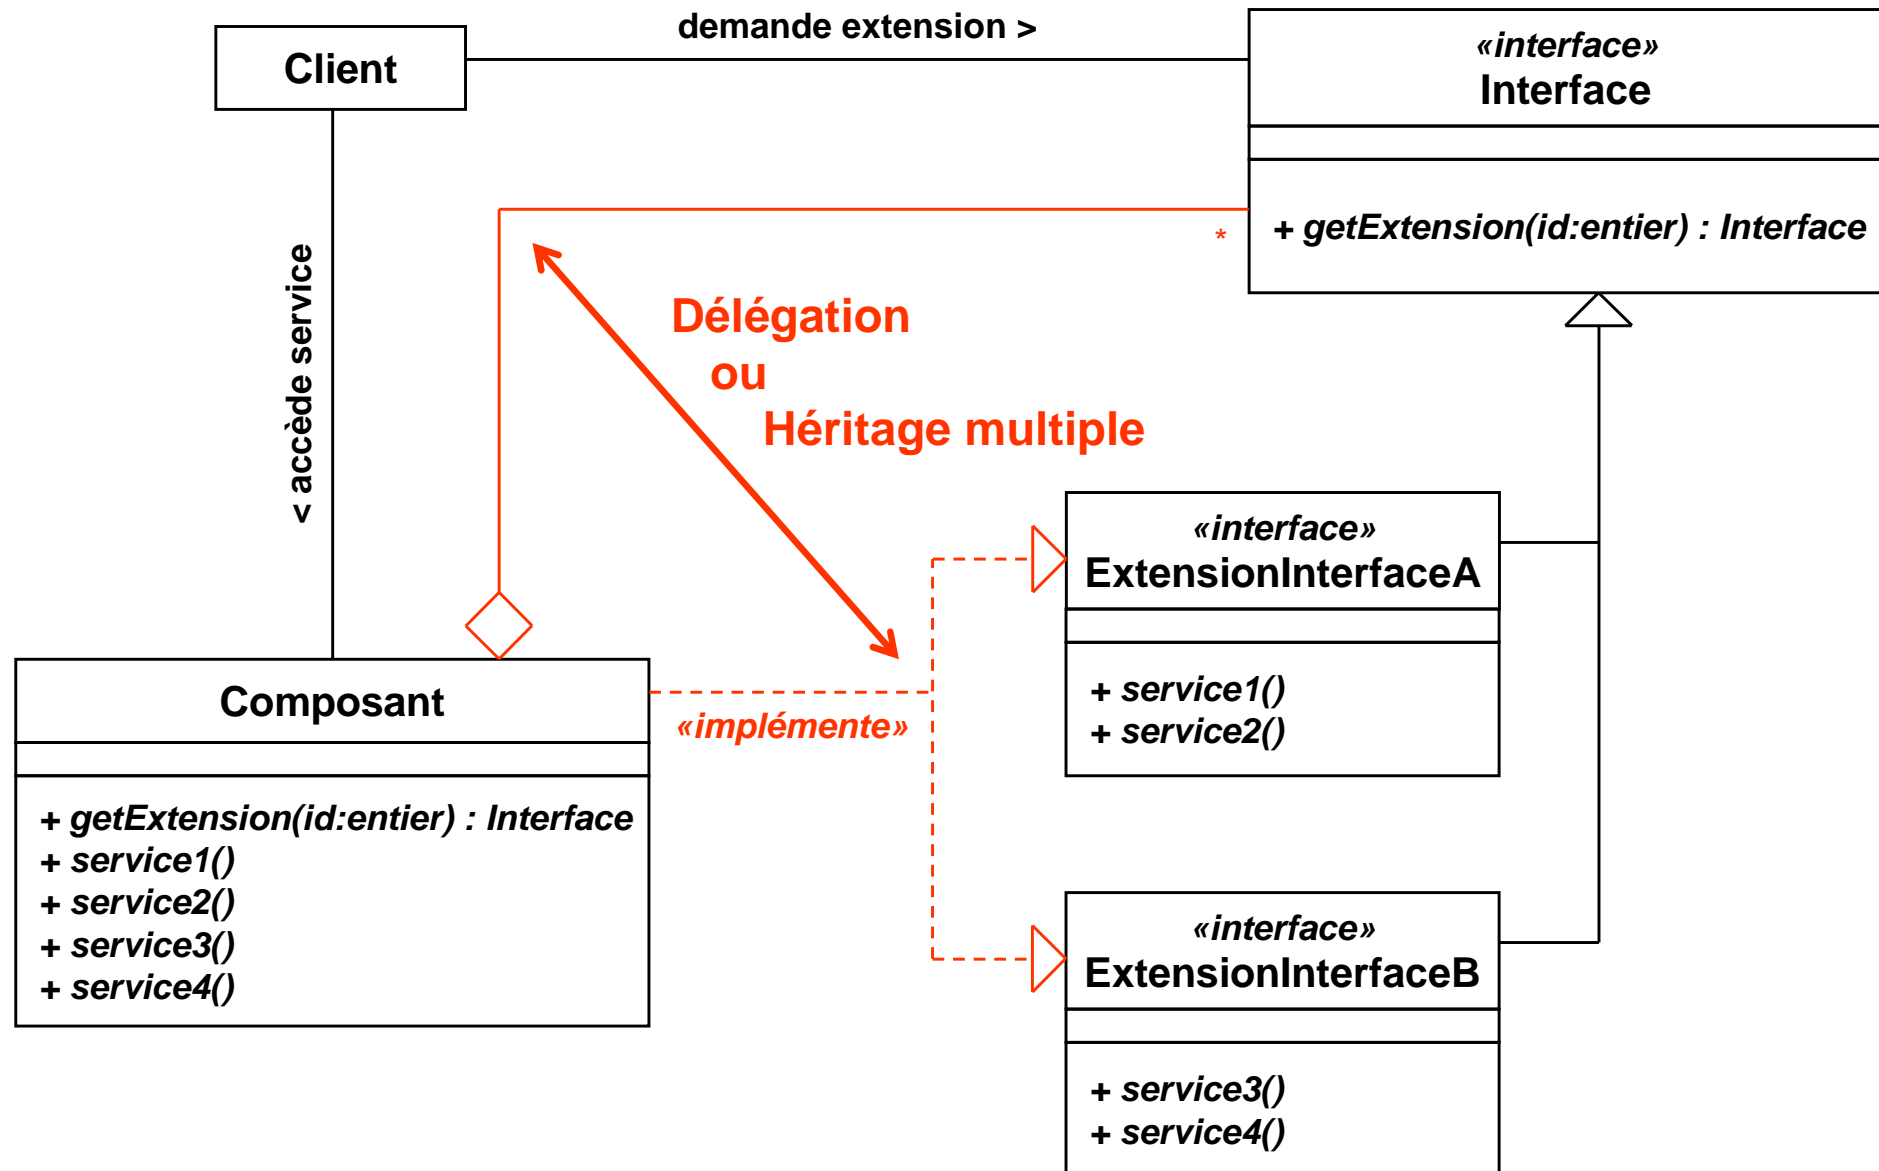 demande extension >
Client
«interface»
Interface
+ getExtension(id:entier) : Interface
*
< accède service
Délégation
ou
Héritage multiple
«interface»
ExtensionInterfaceA
+ service1()
+ service2()
Composant
«implémente»
+ getExtension(id:entier) : Interface
+ service1()
+ service2()
+ service3()
+ service4()
«interface»
ExtensionInterfaceB
+ service3()
+ service4()